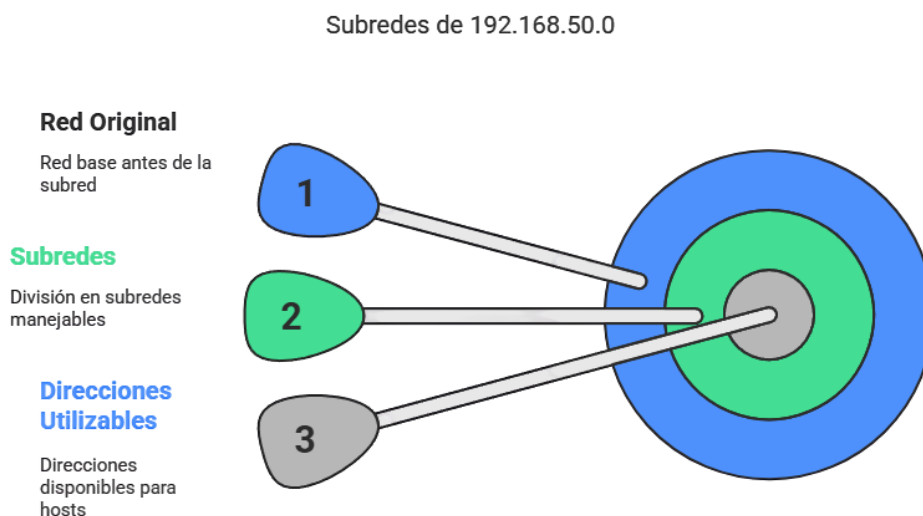 Subredes de 192.168.50.0
Red Original
Red base antes de la
subred
1
Subredes
División en subredes
manejables
2
Direcciones
Utilizables
Direcciones
disponibles para
hosts
3